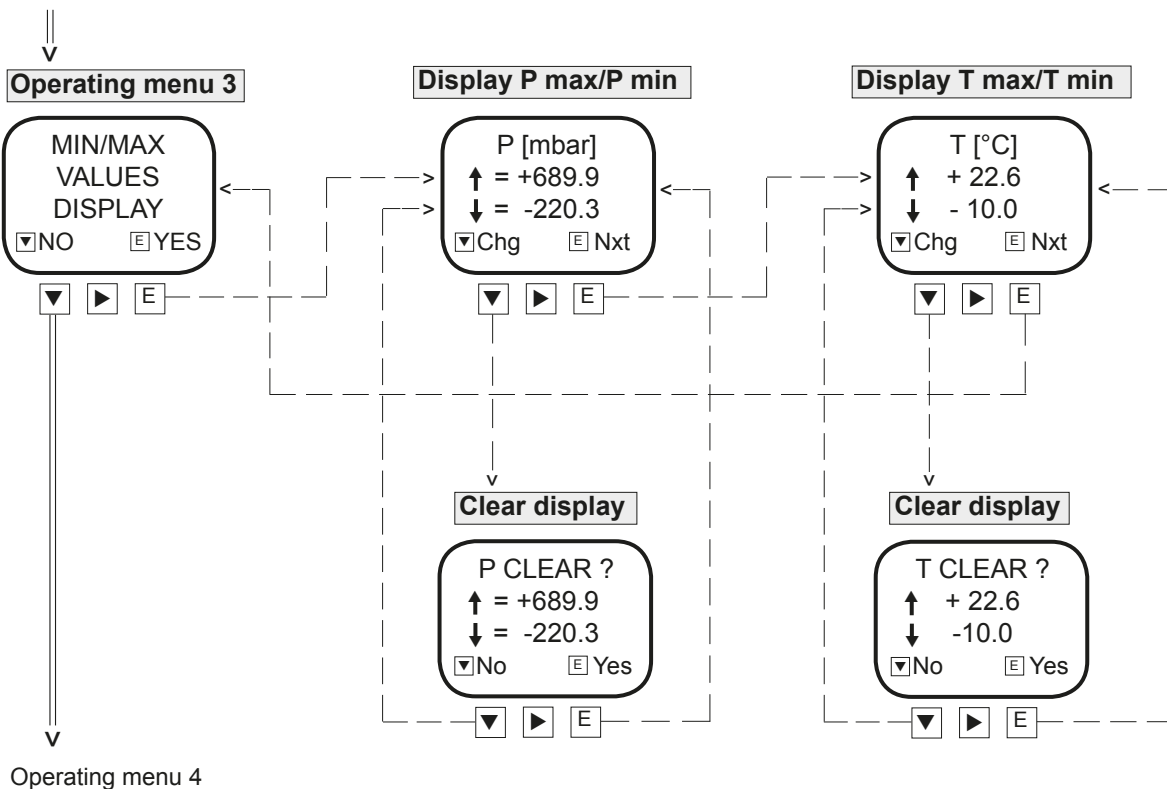 Operating menu 3
MIN/MAX
VALUES
DISPLAY
▼NO E YES
▼ ▶ E
Display P max/P min
P [mbar]
↑ = +689.9
↓ = -220.3
▼Chg E Nxt
▼ ▶ E
Display T max/T min
T [°C]
↑ + 22.6
↓ - 10.0
▼Chg E Nxt
▼ ▶ E
Clear display
P CLEAR ?
↑ = +689.9
↓ = -220.3
▼No E Yes
▼ ▶ E
Clear display
T CLEAR ?
↑ + 22.6
↓ -10.0
▼No E Yes
▼ ▶ E
Operating menu 4